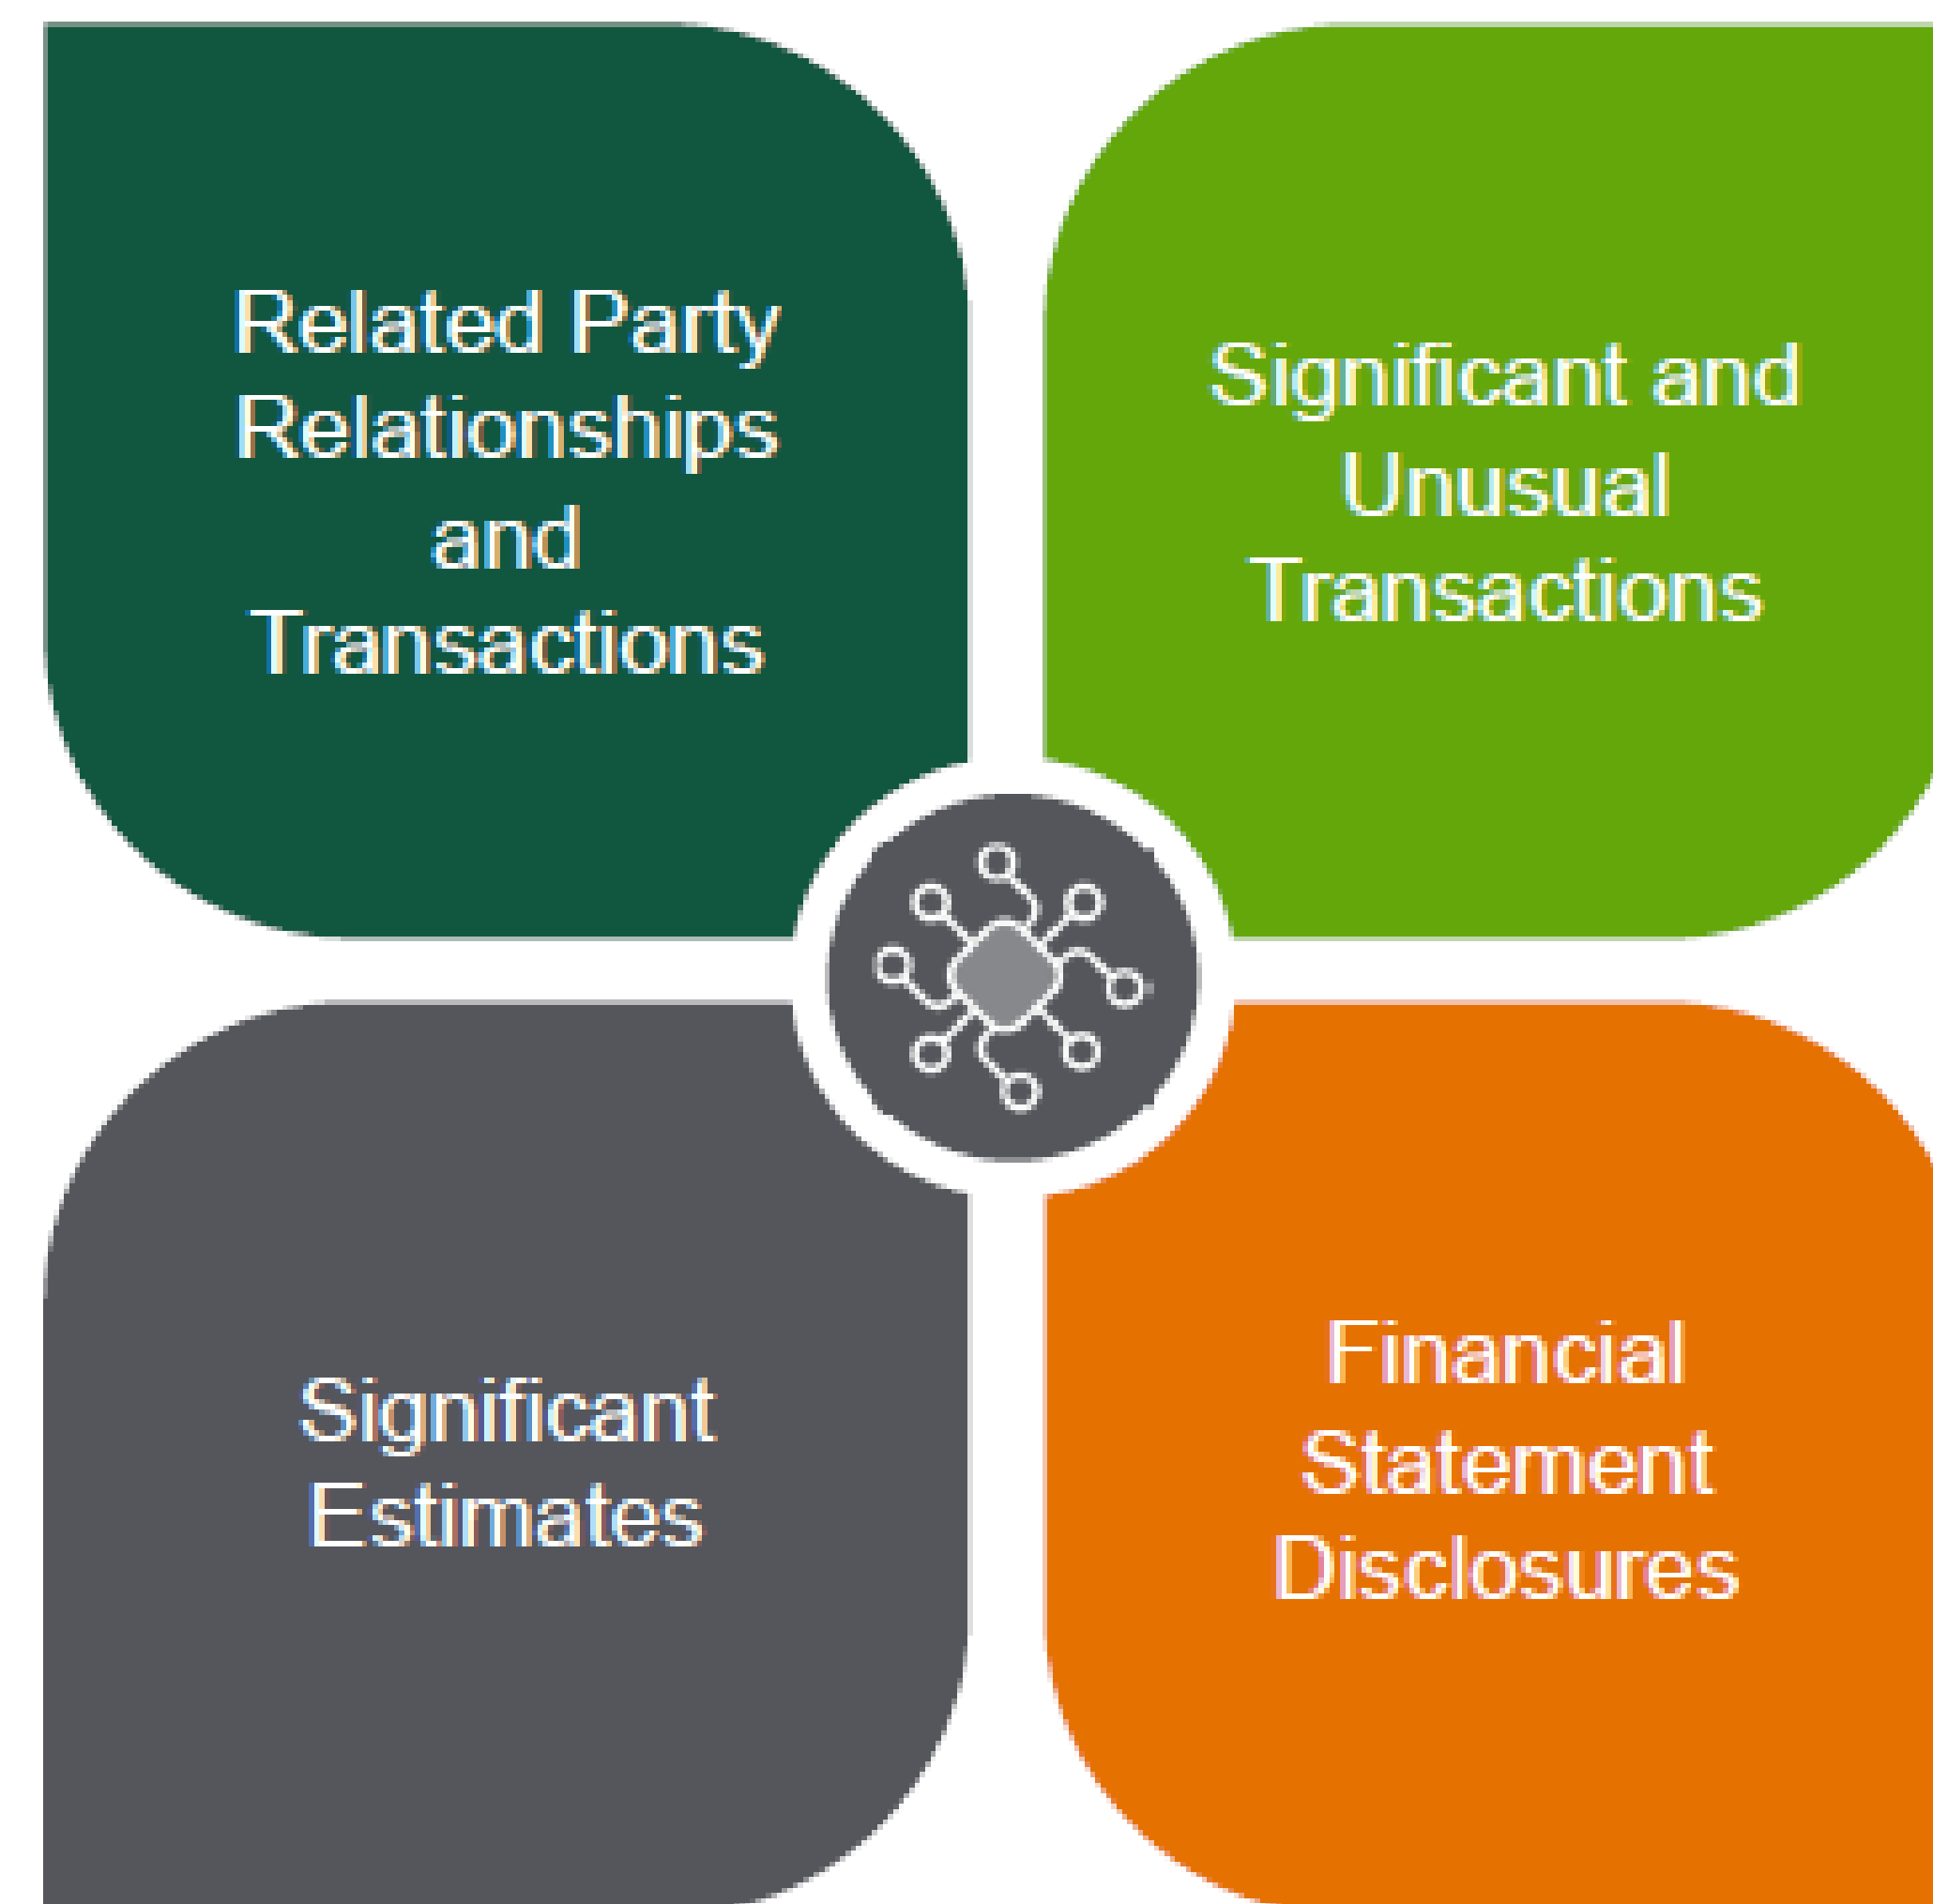 Related Party
Relationships
and
Transactions
Significant and
Unusual
Transactions
Significant
Estimates
Financial
Statement
Disclosures